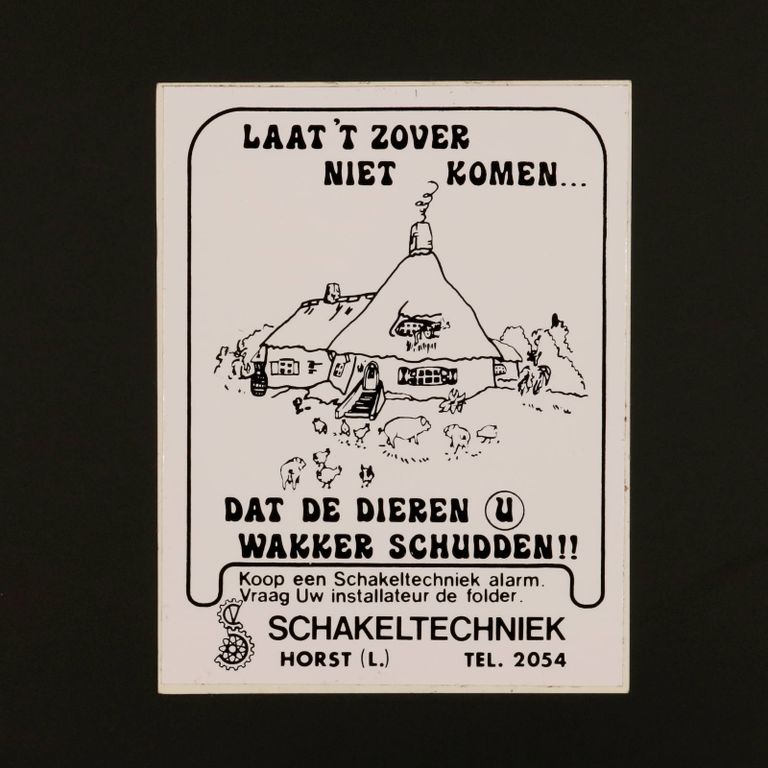 LAAT 'T ZOVER
NIET KOMEN...
DAT DE DIEREN U
WAKKER SCHUDDEN!!
Koop een Schakeltechniek alarm.
Vraag Uw installateur de folder.
SCHAKELTECHNIEK
HORST (L.) TEL. 2054